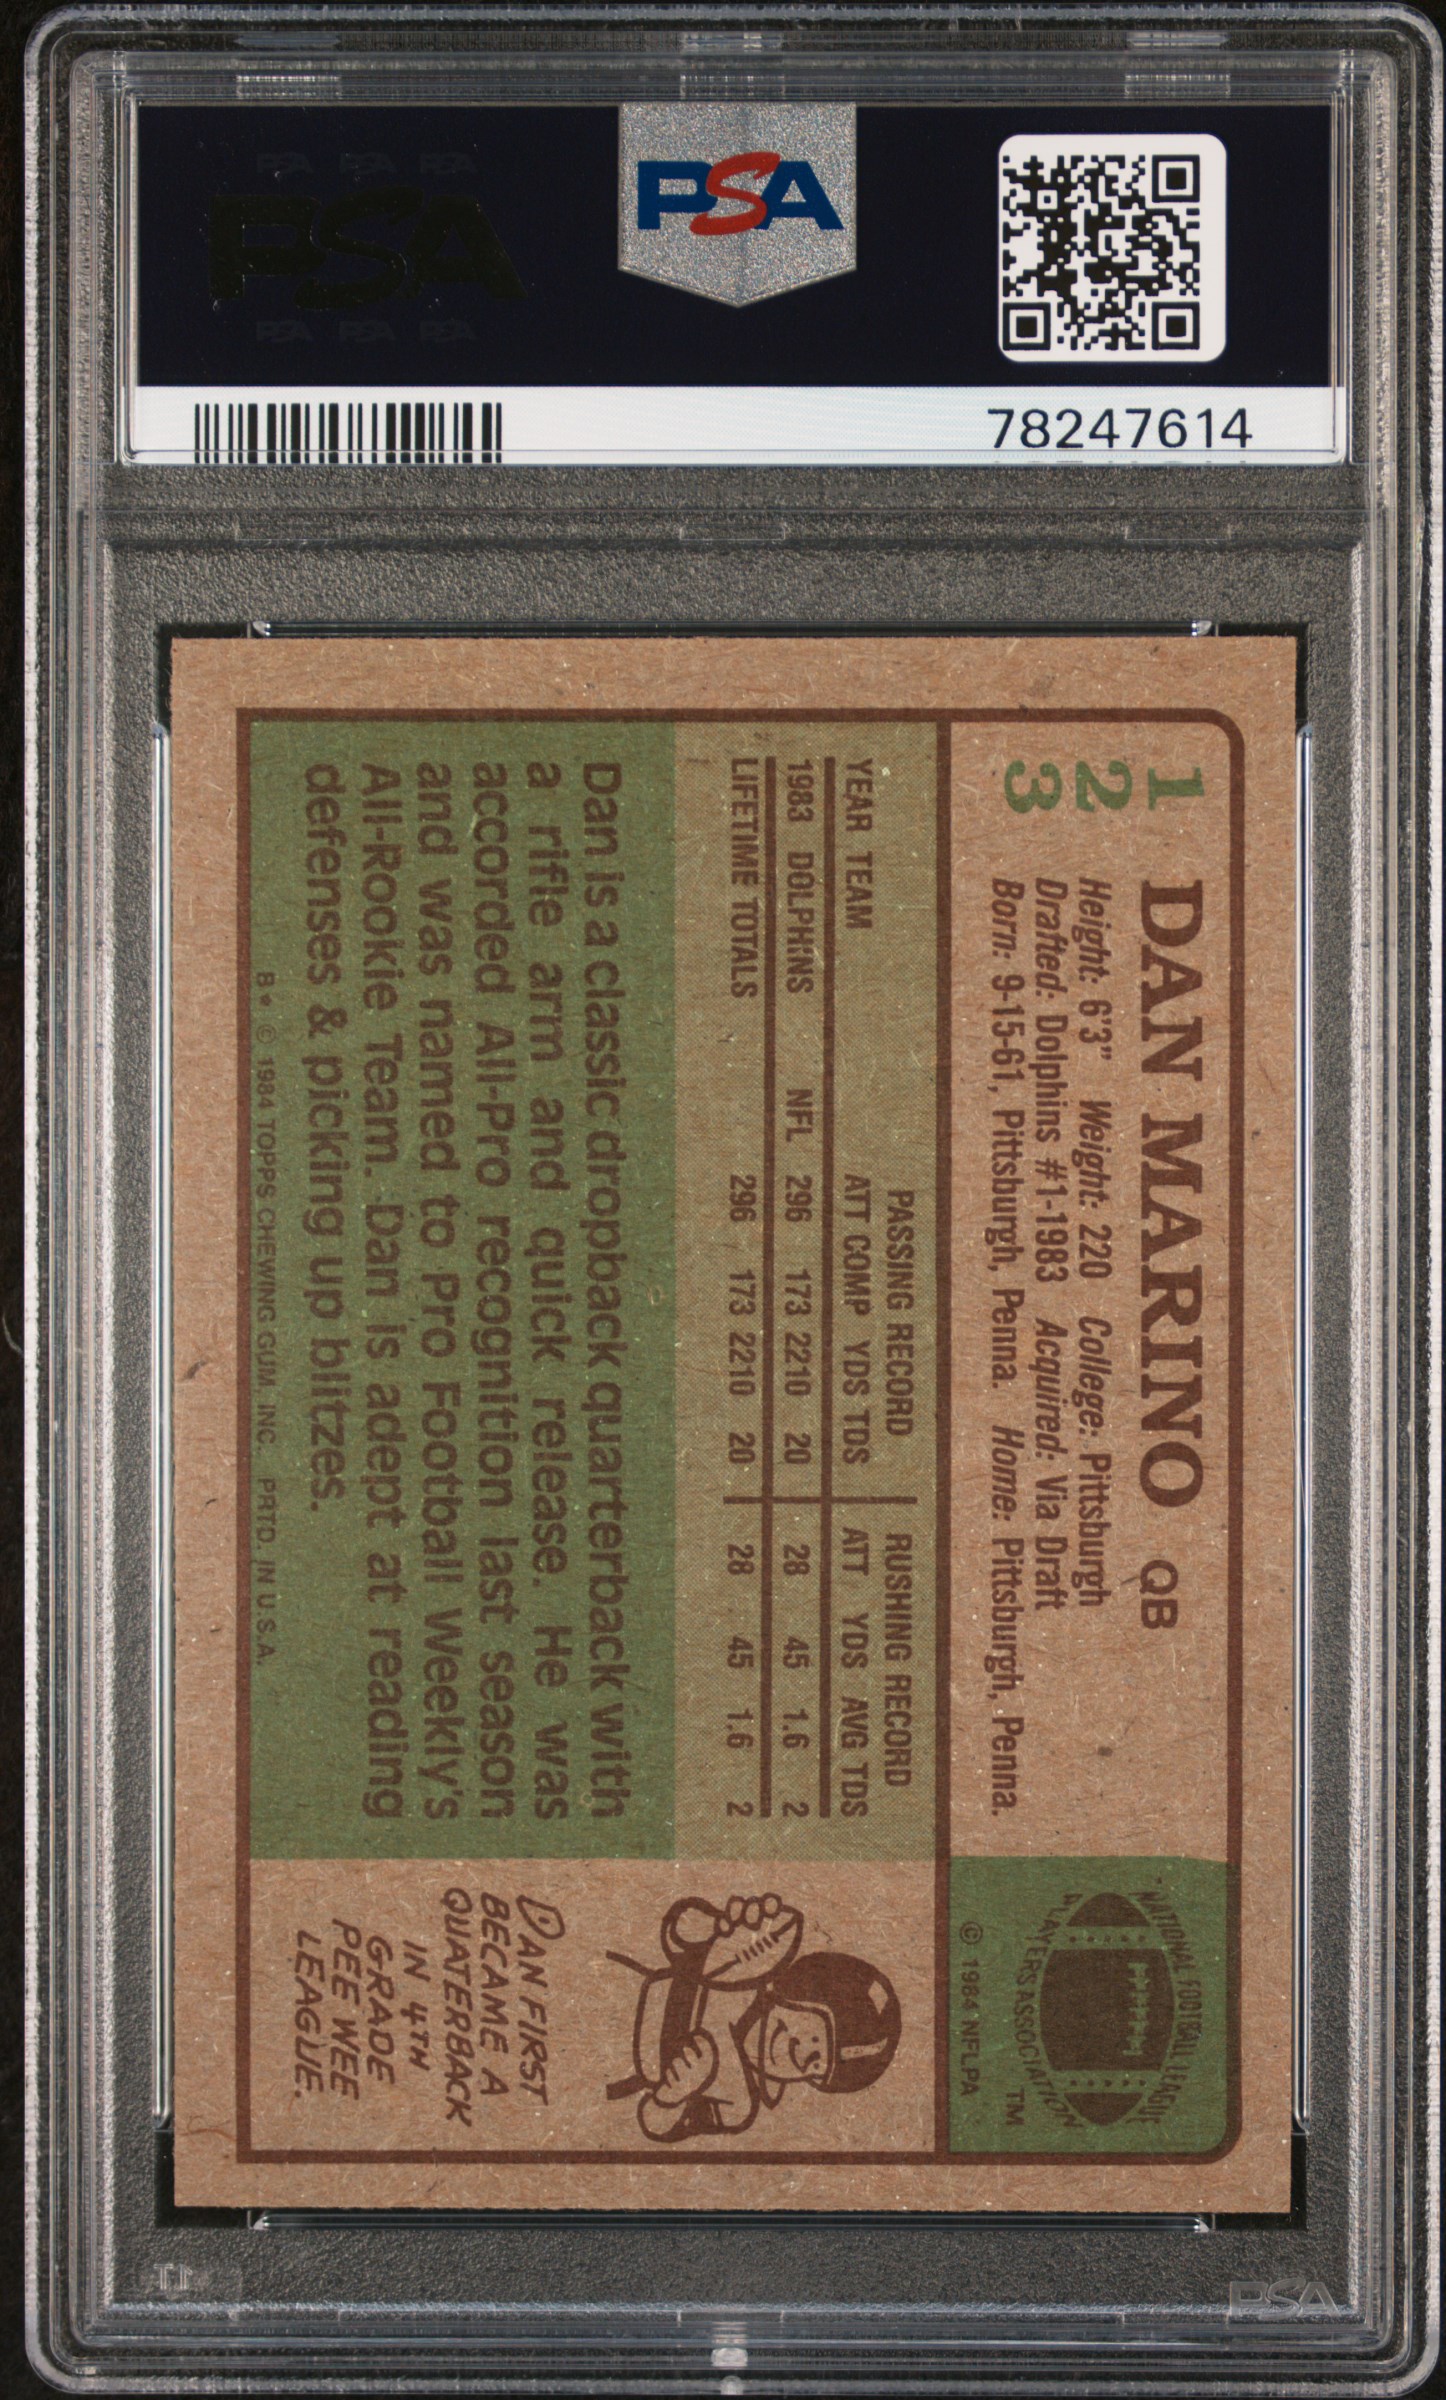 PSA PSA PSA
PSA
PSA PSA PSA
PSA
78247614
123
DAN MARINO QB
Height: 6'3" Weight: 220 College: Pittsburgh
Drafted: Dolphins #1-1983 Acquired: Via Draft
Born: 9-15-61, Pittsburgh, Penna. Home: Pittsburgh, Penna.
NATIONAL FOOTBALL LEAGUE
PLAYERS ASSOCIATION TM
© 1984 NFLPA
PASSING RECORD RUSHING RECORD
YEAR TEAM ATT COMP YDS TDS ATT YDS AVG TDS
1983 DOLPHINS NFL 296 173 2210 20 28 45 1.6 2
LIFETIME TOTALS 296 173 2210 20 28 45 1.6 2
Dan is a classic dropback quarterback with
a rifle arm and quick release. He was
accorded All-Pro recognition last season
and was named to Pro Football Weekly's
All-Rookie Team. Dan is adept at reading
defenses & picking up blitzes.
B* © 1984 TOPPS CHEWING GUM, INC. PRTD. IN U.S.A.
DAN FIRST
BECAME A
QUATERBACK
IN 4TH
GRADE
PEE WEE
LEAGUE.
PSA